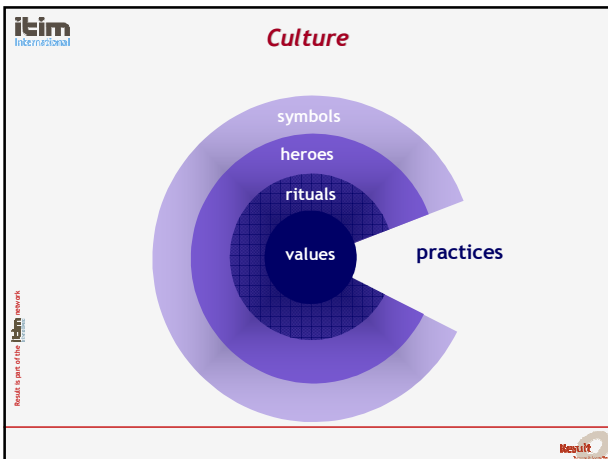 itim
International
Culture
symbols
heroes
rituals
values
practices
Result is part of the itim network
Result